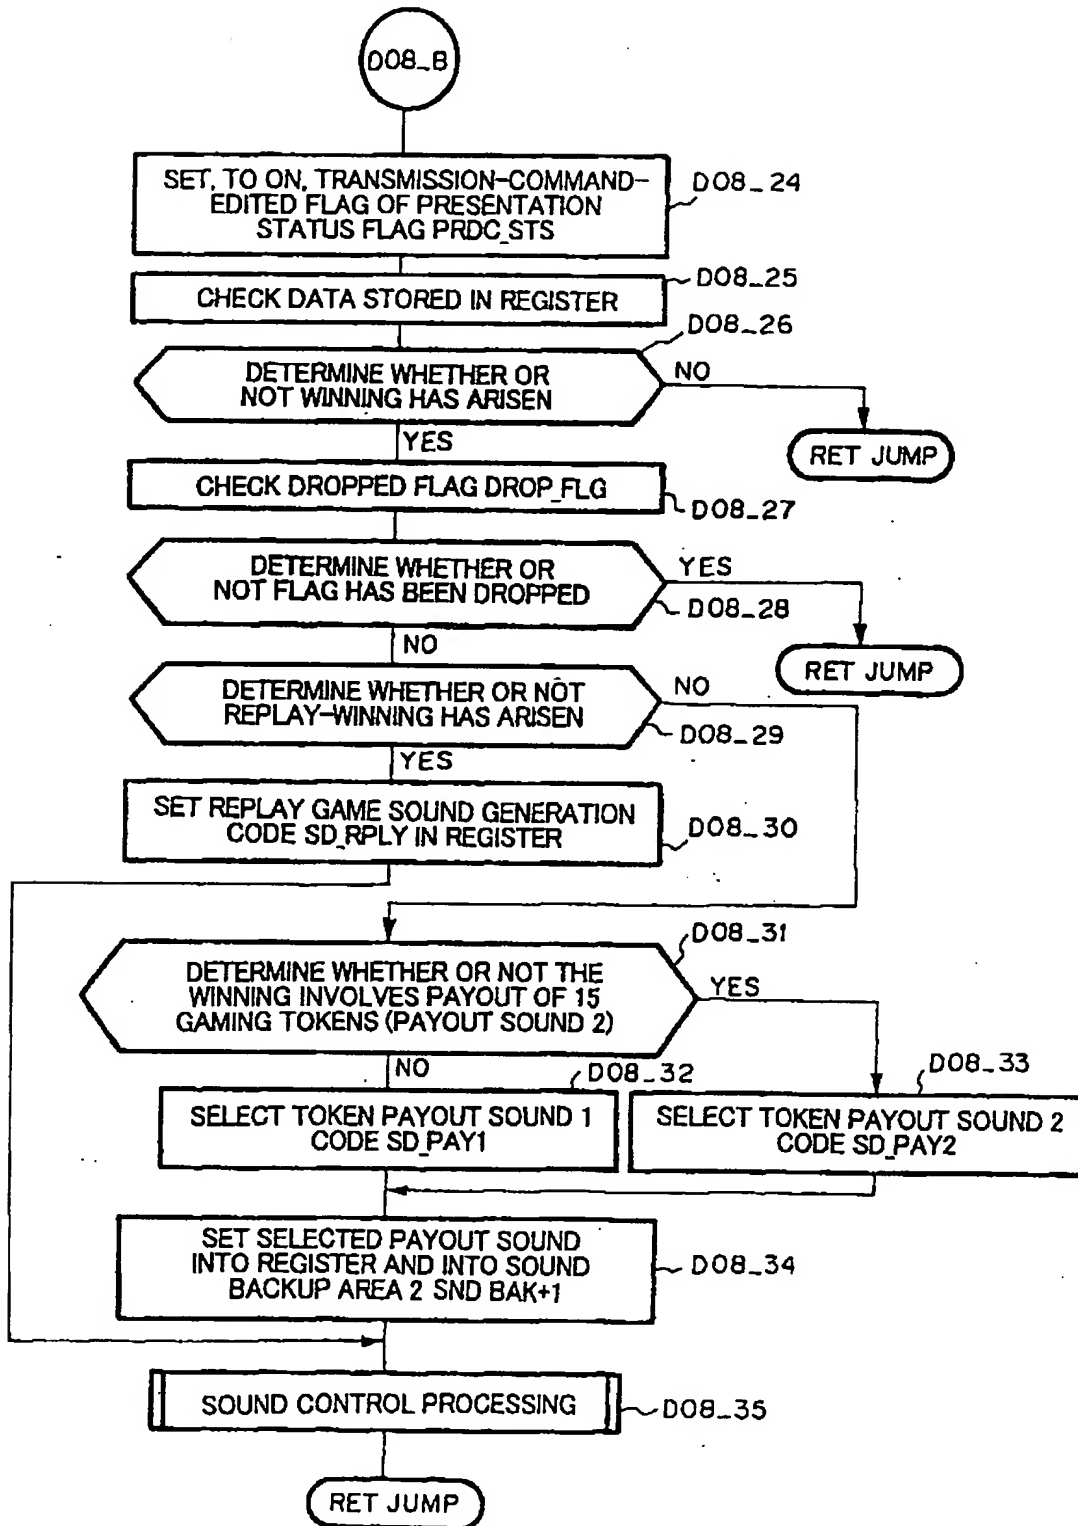 D08_B
SET, TO ON, TRANSMISSION-COMMAND-
EDITED FLAG OF PRESENTATION
STATUS FLAG PRDC_STS
D08_24
CHECK DATA STORED IN REGISTER
D08_25
D08_26
DETERMINE WHETHER OR
NOT WINNING HAS ARISEN
NO
RET JUMP
YES
CHECK DROPPED FLAG DROP_FLG
D08_27
DETERMINE WHETHER OR
NOT FLAG HAS BEEN DROPPED
YES
D08_28
RET JUMP
NO
DETERMINE WHETHER OR NOT
REPLAY-WINNING HAS ARISEN
NO
D08_29
YES
SET REPLAY GAME SOUND GENERATION
CODE SD_RPLY IN REGISTER
D08_30
D08_31
DETERMINE WHETHER OR NOT THE
WINNING INVOLVES PAYOUT OF 15
GAMING TOKENS (PAYOUT SOUND 2)
YES
NO
D08_32
D08_33
SELECT TOKEN PAYOUT SOUND 1
CODE SD_PAY1
SELECT TOKEN PAYOUT SOUND 2
CODE SD_PAY2
SET SELECTED PAYOUT SOUND
INTO REGISTER AND INTO SOUND
BACKUP AREA 2 SND BAK+1
D08_34
SOUND CONTROL PROCESSING
D08_35
RET JUMP